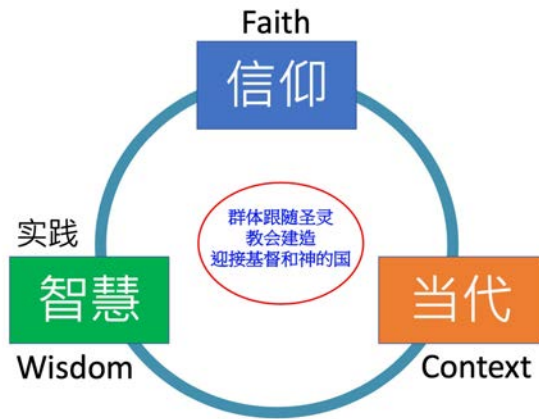 Faith
信仰
群体跟随圣灵
教会建造
迎接基督和神的国
实践
智慧
Wisdom
当代
Context